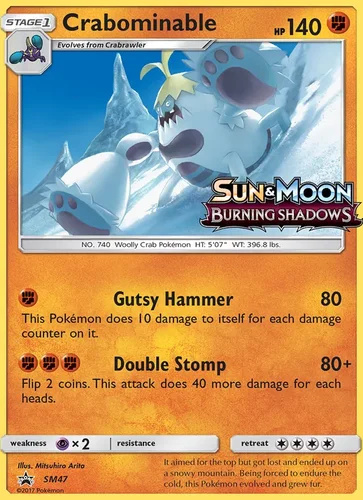 STAGE 1
Crabominable
HP 140
Evolves from Crabrawler
SUN & MOON
BURNING SHADOWS
NO. 740 Woolly Crab Pokémon HT: 5'07" WT: 396.8 lbs.
Gutsy Hammer 80
This Pokémon does 10 damage to itself for each damage
counter on it.
Double Stomp 80+
Flip 2 coins. This attack does 40 more damage for each
heads.
weakness ×2 resistance retreat
Illus. Mitsuhiro Arita
SM47
©2017 Pokémon
It aimed for the top but got lost and ended up on
a snowy mountain. Being forced to endure the
cold, this Pokémon evolved and grew fur.